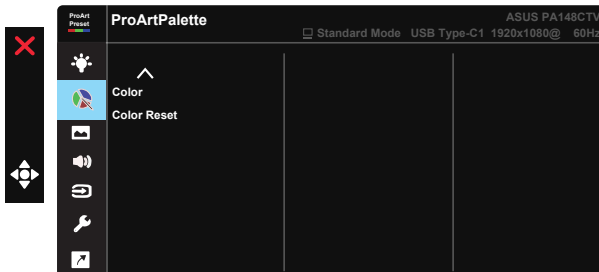 ProArt
Preset
ProArtPalette
ASUS PA148CTV
Standard Mode USB Type-C1 1920x1080@ 60Hz
Color
Color Reset